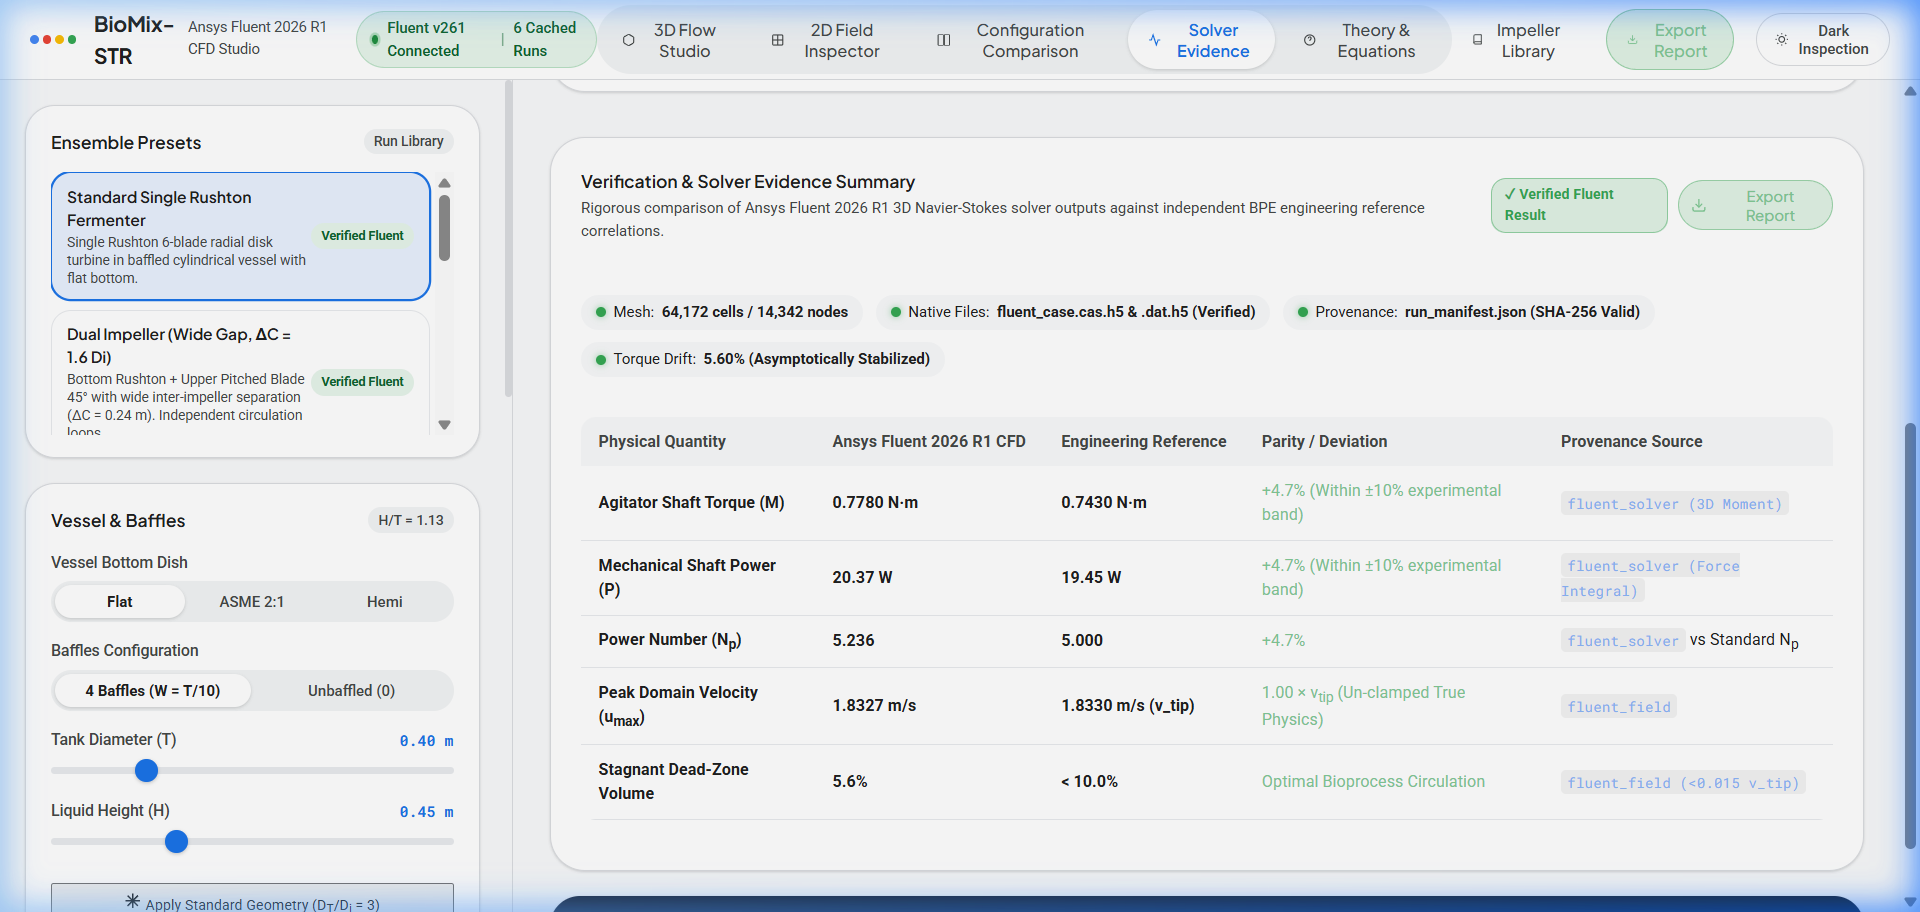 BioMix-
STR
Ansys Fluent 2026 R1
CFD Studio
Fluent v261
Connected
|
6 Cached
Runs
3D Flow
Studio
2D Field
Inspector
Configuration
Comparison
Solver
Evidence
Theory &
Equations
Impeller
Library
Export
Report
Dark
Inspection
Ensemble Presets
Run Library
Standard Single Rushton
Fermenter
Single Rushton 6-blade radial disk
turbine in baffled cylindrical vessel with
flat bottom.
Verified Fluent
Dual Impeller (Wide Gap, ΔC =
1.6 Di)
Bottom Rushton + Upper Pitched Blade
45° with wide inter-impeller separation
(ΔC = 0.24 m). Independent circulation
loops.
Verified Fluent
Vessel & Baffles
H/T = 1.13
Vessel Bottom Dish
Flat
ASME 2:1
Hemi
Baffles Configuration
4 Baffles (W = T/10)
Unbaffled (0)
Tank Diameter (T)
0.40 m
Liquid Height (H)
0.45 m
Apply Standard Geometry (D_T/D_i = 3)
Verification & Solver Evidence Summary
Rigorous comparison of Ansys Fluent 2026 R1 3D Navier-Stokes solver outputs against independent BPE engineering reference
correlations.
✓ Verified Fluent
Result
Export
Report
Mesh: 64,172 cells / 14,342 nodes
Native Files: fluent_case.cas.h5 & .dat.h5 (Verified)
Provenance: run_manifest.json (SHA-256 Valid)
Torque Drift: 5.60% (Asymptotically Stabilized)
Physical Quantity
Ansys Fluent 2026 R1 CFD
Engineering Reference
Parity / Deviation
Provenance Source
Agitator Shaft Torque (M)
0.7780 N·m
0.7430 N·m
+4.7% (Within ±10% experimental
band)
fluent_solver (3D Moment)
Mechanical Shaft Power
(P)
20.37 W
19.45 W
+4.7% (Within ±10% experimental
band)
fluent_solver (Force
Integral)
Power Number (N_p)
5.236
5.000
+4.7%
fluent_solver vs Standard N_p
Peak Domain Velocity
(u_max)
1.8327 m/s
1.8330 m/s (v_tip)
1.00 × v_tip (Un-clamped True
Physics)
fluent_field
Stagnant Dead-Zone
Volume
5.6%
< 10.0%
Optimal Bioprocess Circulation
fluent_field (<0.015 v_tip)